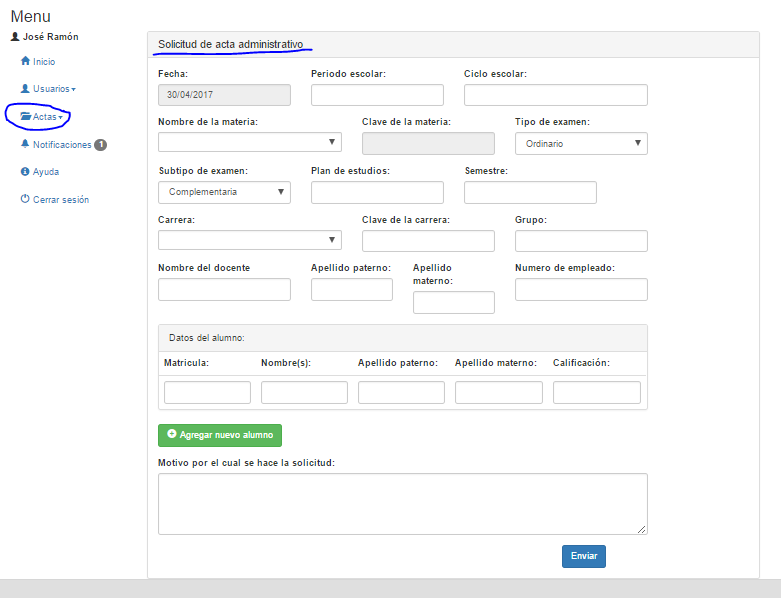 Menu
José Ramón
Inicio
Usuarios
Actas
Notificaciones 1
Ayuda
Cerrar sesión
Solicitud de acta administrativo
Fecha: Periodo escolar: Ciclo escolar:
30/04/2017
Nombre de la materia: Clave de la materia: Tipo de examen:
Ordinario
Subtipo de examen: Plan de estudios: Semestre:
Complementaria
Carrera: Clave de la carrera: Grupo:
Nombre del docente Apellido paterno: Apellido materno: Numero de empleado:
Datos del alumno:
Matricula: Nombre(s): Apellido paterno: Apellido materno: Calificación:
Agregar nuevo alumno
Motivo por el cual se hace la solicitud:
Enviar